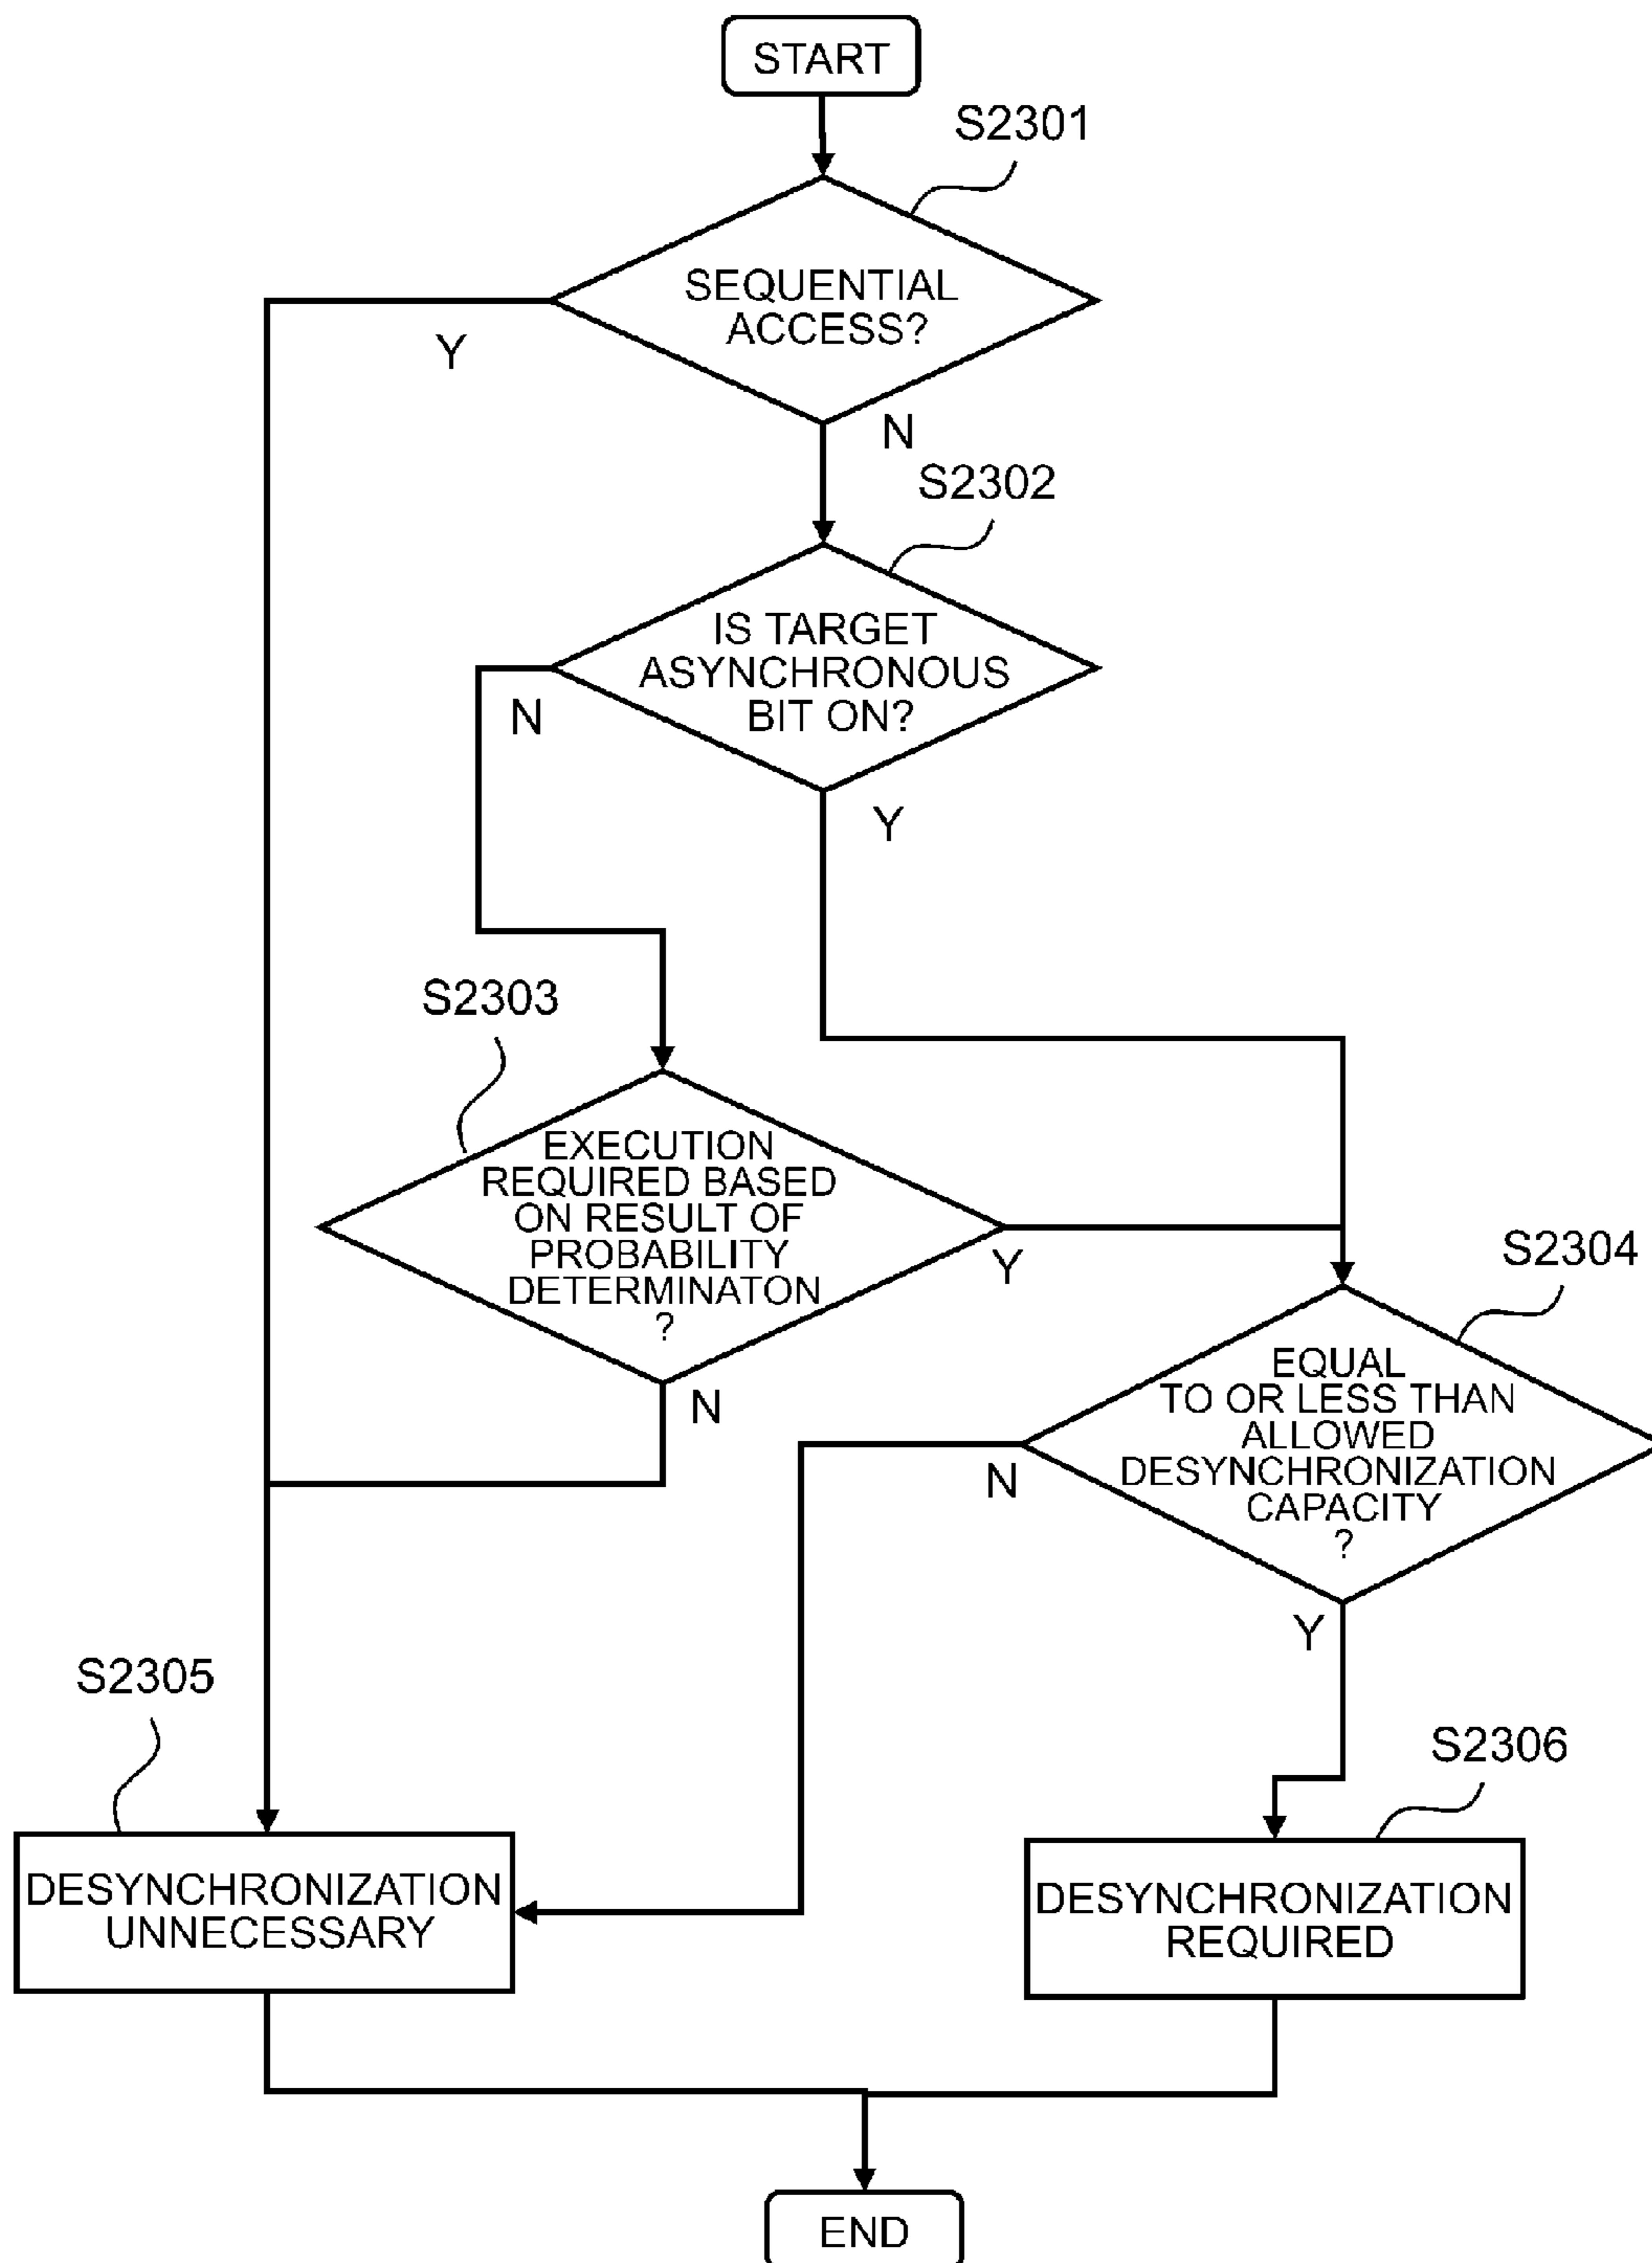 START
S2301
SEQUENTIAL
ACCESS?
Y
N
S2302
IS TARGET
ASYNCHRONOUS
BIT ON?
N
Y
S2303
EXECUTION
REQUIRED BASED
ON RESULT OF
PROBABILITY
DETERMINATON
?
Y
N
S2304
EQUAL
TO OR LESS THAN
ALLOWED
DESYNCHRONIZATION
CAPACITY
?
N
Y
S2305
DESYNCHRONIZATION
UNNECESSARY
S2306
DESYNCHRONIZATION
REQUIRED
END